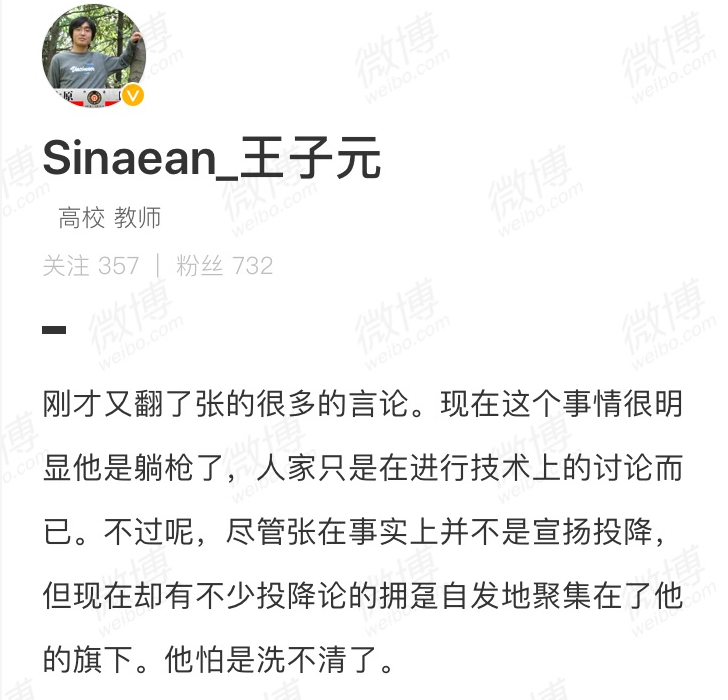 Sinaean_王子元
高校 教师
关注 357 | 粉丝 732
刚才又翻了张的很多的言论。现在这个事情很明
显他是躺枪了，人家只是在进行技术上的讨论而
已。不过呢，尽管张在事实上并不是宣扬投降，
但现在却有不少投降论的拥趸自发地聚集在了他
的旗下。他怕是洗不清了。
微博
weibo.com